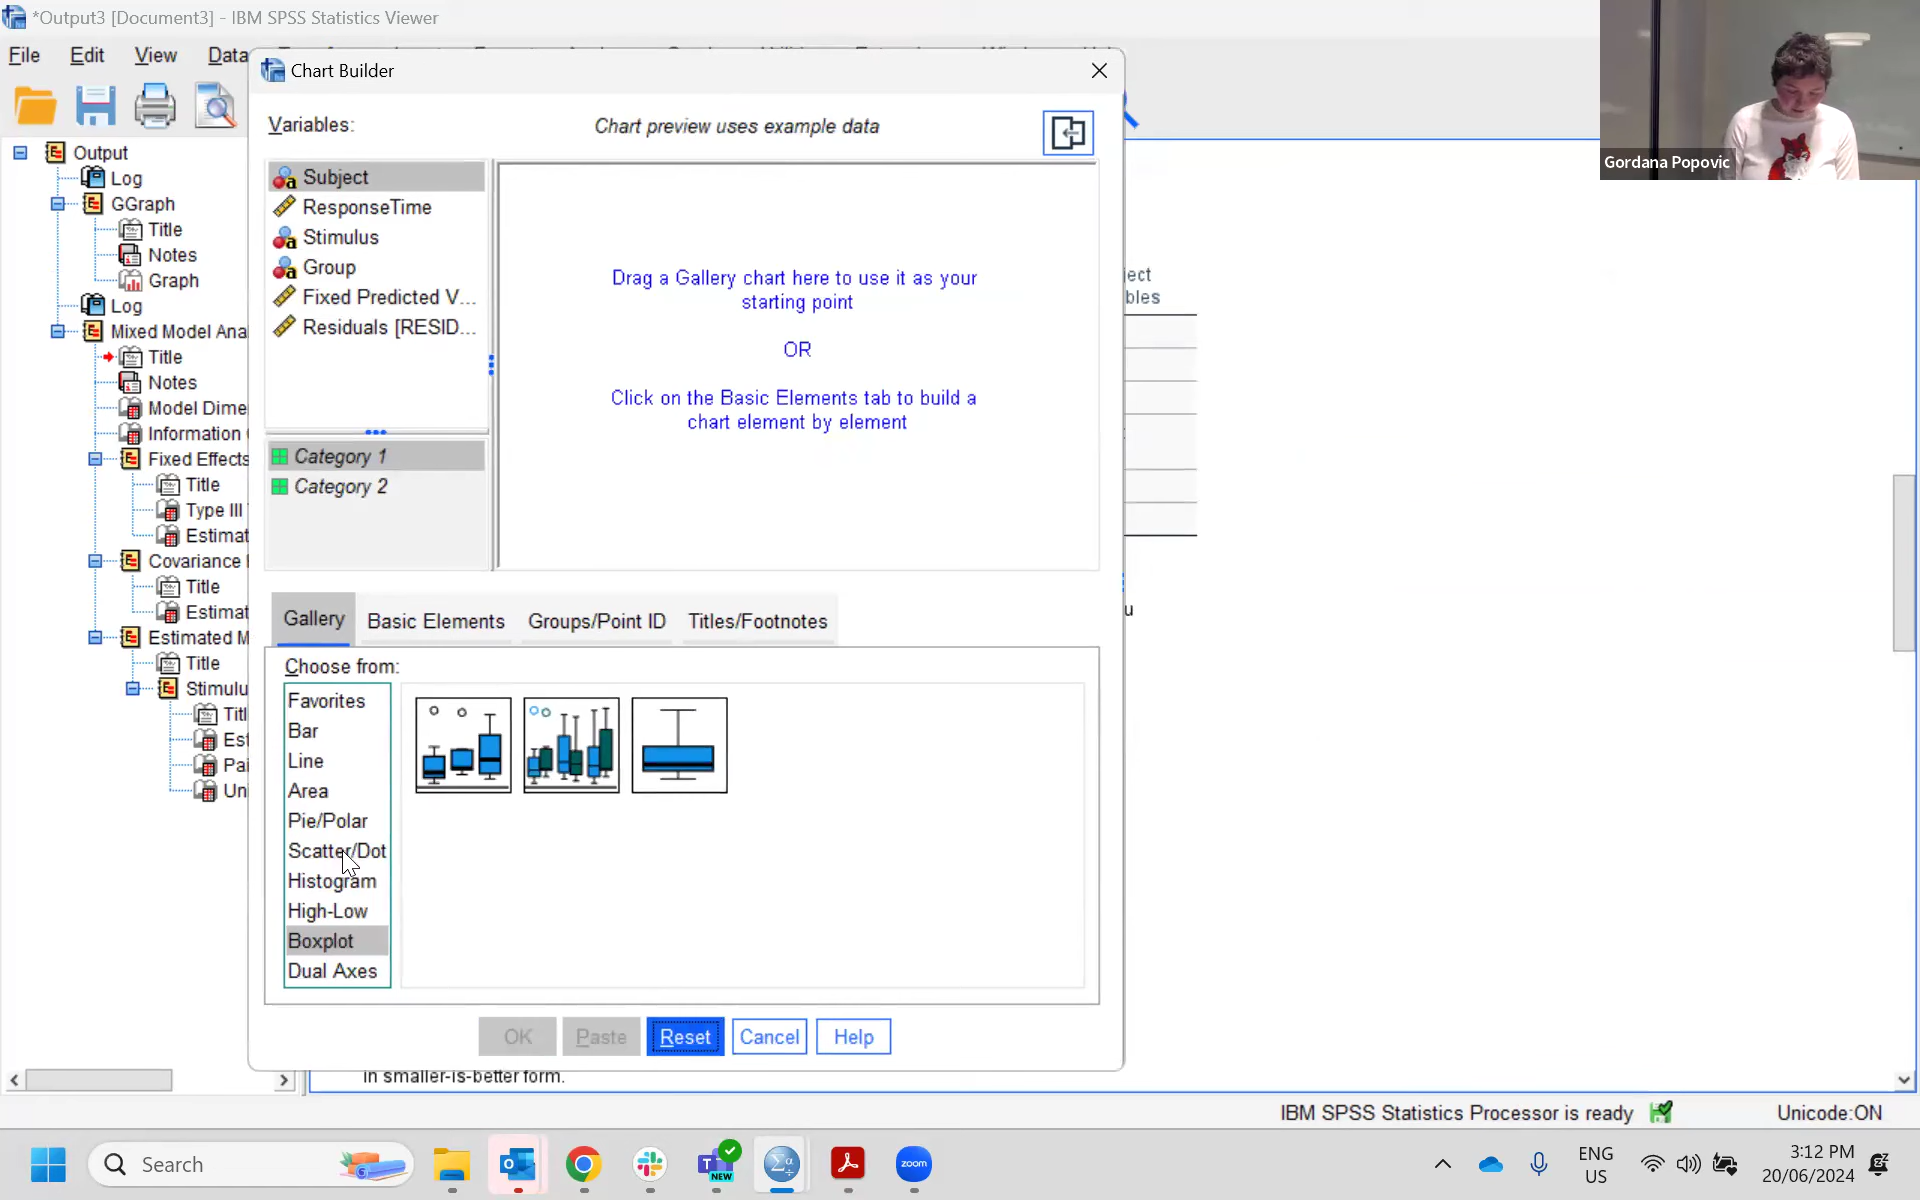 *Output3 [Document3] - IBM SPSS Statistics Viewer
File Edit View Data
Chart Builder
Variables:
Chart preview uses example data
Subject
ResponseTime
Stimulus
Group
Fixed Predicted V...
Residuals [RESID...
Category 1
Category 2
Drag a Gallery chart here to use it as your
starting point
OR
Click on the Basic Elements tab to build a
chart element by element
Gallery Basic Elements Groups/Point ID Titles/Footnotes
Choose from:
Favorites
Bar
Line
Area
Pie/Polar
Scatter/Dot
Histogram
High-Low
Boxplot
Dual Axes
OK Paste Reset Cancel Help
Output
Log
GGraph
Title
Notes
Graph
Log
Mixed Model Ana
Title
Notes
Model Dime
Information
Fixed Effects
Title
Type III
Estimat
Covariance
Title
Estimat
Estimated M
Title
Stimulu
Titl
Est
Pai
Un
ject
bles
u
in smaller-is-better form.
Gordana Popovic
IBM SPSS Statistics Processor is ready Unicode:ON
Search
NEW
zoom
ENG
US
3:12 PM
20/06/2024